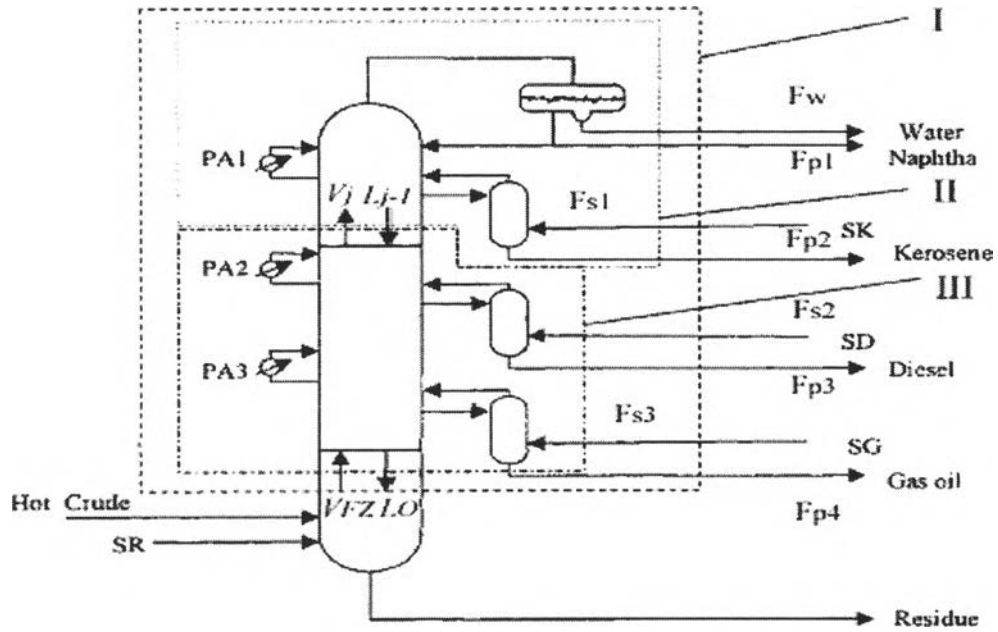 I
Fw
Water
PA1
Fp1
Naphtha
Vj Lj-1
Fs1
II
Fp2
SK
Kerosene
PA2
III
Fs2
SD
PA3
Fp3
Diesel
Fs3
SG
Gas oil
Hot Crude
VFZ LO
Fp4
SR
Residue